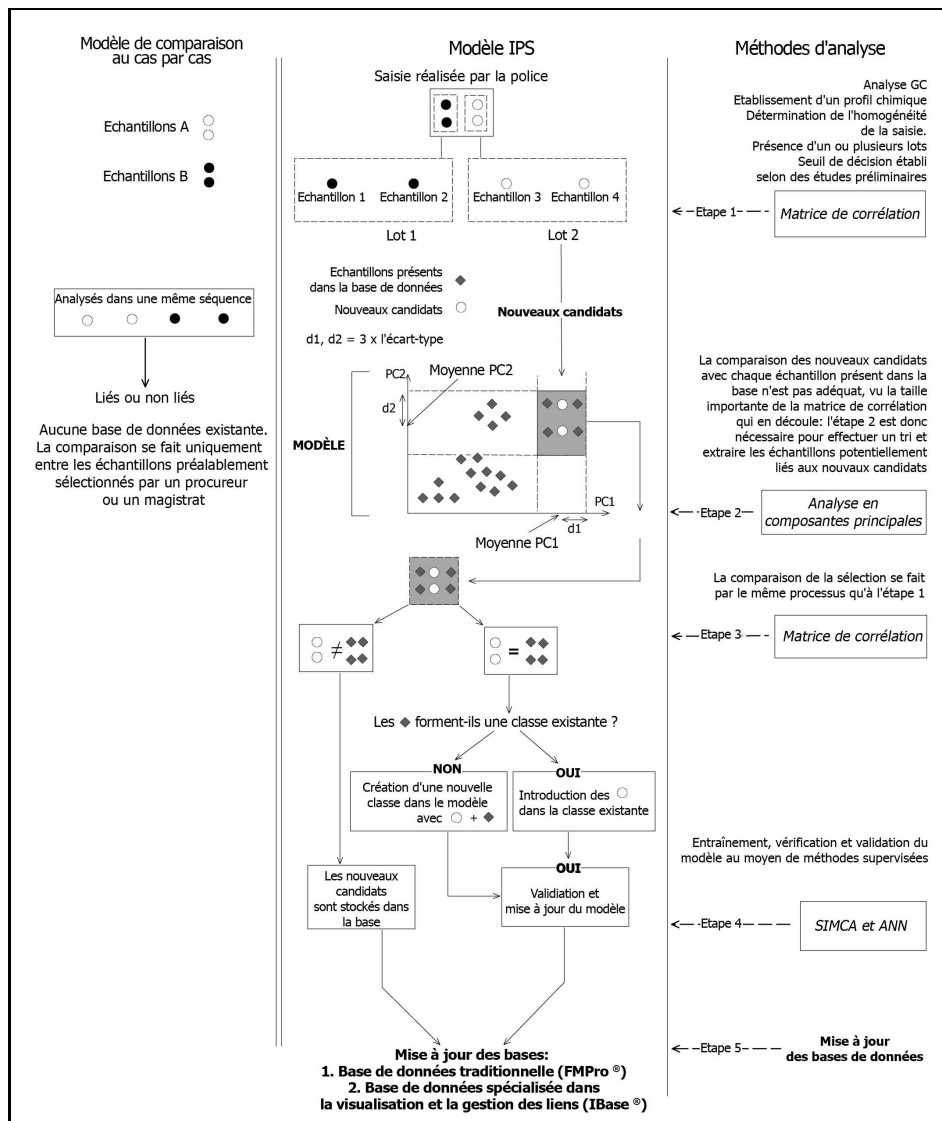 Modèle de comparaison
au cas par cas
Echantillons A
Echantillons B
Analysés dans une même séquence
Liés ou non liés
Aucune base de données existante.
La comparaison se fait uniquement
entre les échantillons préalablement
sélectionnés par un procureur
ou un magistrat
Modèle IPS
Saisie réalisée par la police
Echantillon 1
Echantillon 2
Echantillon 3
Echantillon 4
Lot 1
Lot 2
Echantillons présents
dans la base de données
Nouveaux candidats
Nouveaux candidats
d1, d2 = 3 x l'écart-type
Moyenne PC2
PC2
d2
MODÈLE
PC1
d1
Moyenne PC1
≠
=
Les ◆ forment-ils une classe existante ?
NON
Création d'une nouvelle
classe dans le modèle
avec ○ + ◆
OUI
Introduction des ○
dans la classe existante
OUI
Validiation et
mise à jour du modèle
Les nouveaux
candidats
sont stockés dans
la base
Mise à jour des bases:
1. Base de données traditionnelle (FMPro ®)
2. Base de données spécialisée dans
la visualisation et la gestion des liens (IBase ®)
Méthodes d'analyse
Analyse GC
Etablissement d'un profil chimique
Détermination de l'homogénéité
de la saisie.
Présence d'un ou plusieurs lots
Seuil de décision établi
selon des études préliminaires
Etape 1
Matrice de corrélation
La comparaison des nouveaux candidats
avec chaque échantillon présent dans la
base n'est pas adéquat, vu la taille
importante de la matrice de corrélation
qui en découle: l'étape 2 est donc
nécessaire pour effectuer un tri et
extraire les échantillons potentiellement
liés aux nouvaux candidats
Etape 2
Analyse en
composantes principales
La comparaison de la sélection se fait
par le même processus qu'à l'étape 1
Etape 3
Matrice de corrélation
Entraînement, vérification et validation du
modèle au moyen de méthodes supervisées
Etape 4
SIMCA et ANN
Etape 5
Mise à jour
des bases de données